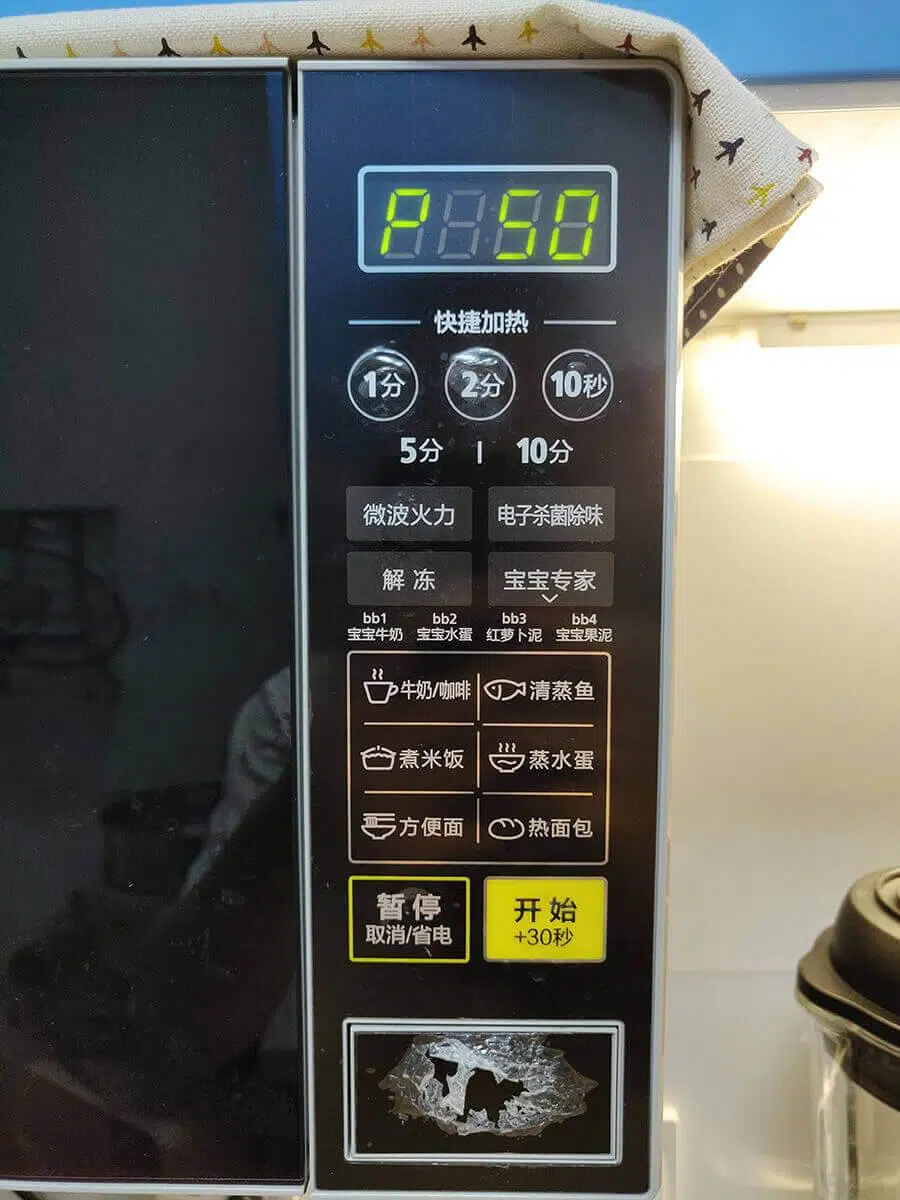 P 50
快捷加热
1分 2分 10秒
5分 | 10分
微波火力 电子杀菌除味
解冻 宝宝专家
bb1 bb2 bb3 bb4
宝宝牛奶 宝宝水蛋 红萝卜泥 宝宝果泥
牛奶/咖啡 清蒸鱼
煮米饭 蒸水蛋
方便面 热面包
暂停 开始
取消/省电 +30秒